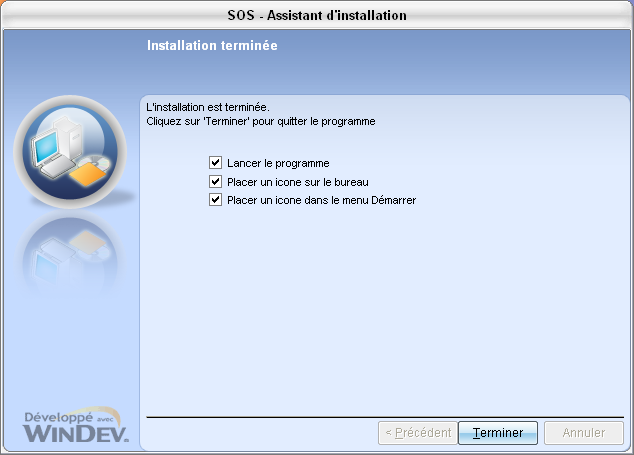 SOS - Assistant d'installation
Installation terminée
L'installation est terminée.
Cliquez sur 'Terminer' pour quitter le programme
Lancer le programme
Placer un icone sur le bureau
Placer un icone dans le menu Démarrer
Développé avec
WINDEV.
< Précédent
Terminer
Annuler